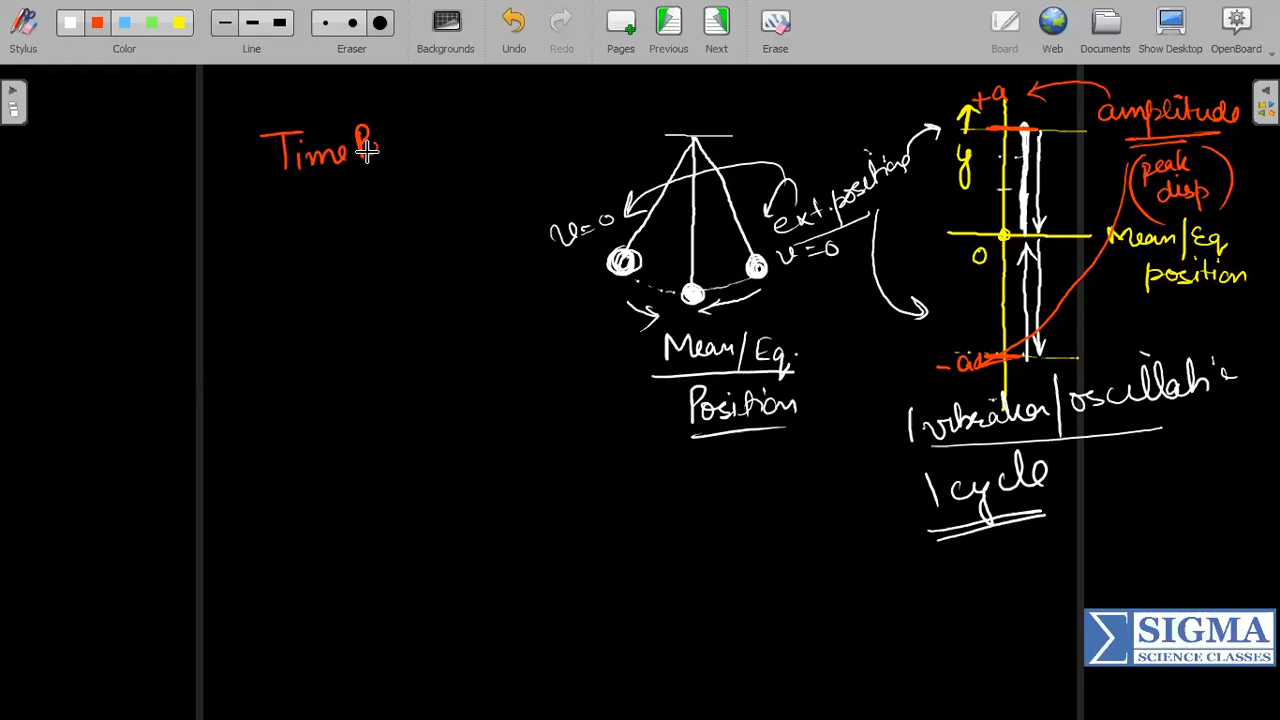 Stylus
Color
Line
Eraser
Backgrounds
Undo
Redo
Pages
Previous
Next
Erase
Board
Web
Documents
Show Desktop
OpenBoard
Time P
v=0
ext. position
v=0
Mean/Eq.
Position
+a
y
0
-a
amplitude
(peak
disp)
Mean/Eq
position
1 vibration/oscillatio
1 cycle
SIGMA
SCIENCE CLASSES